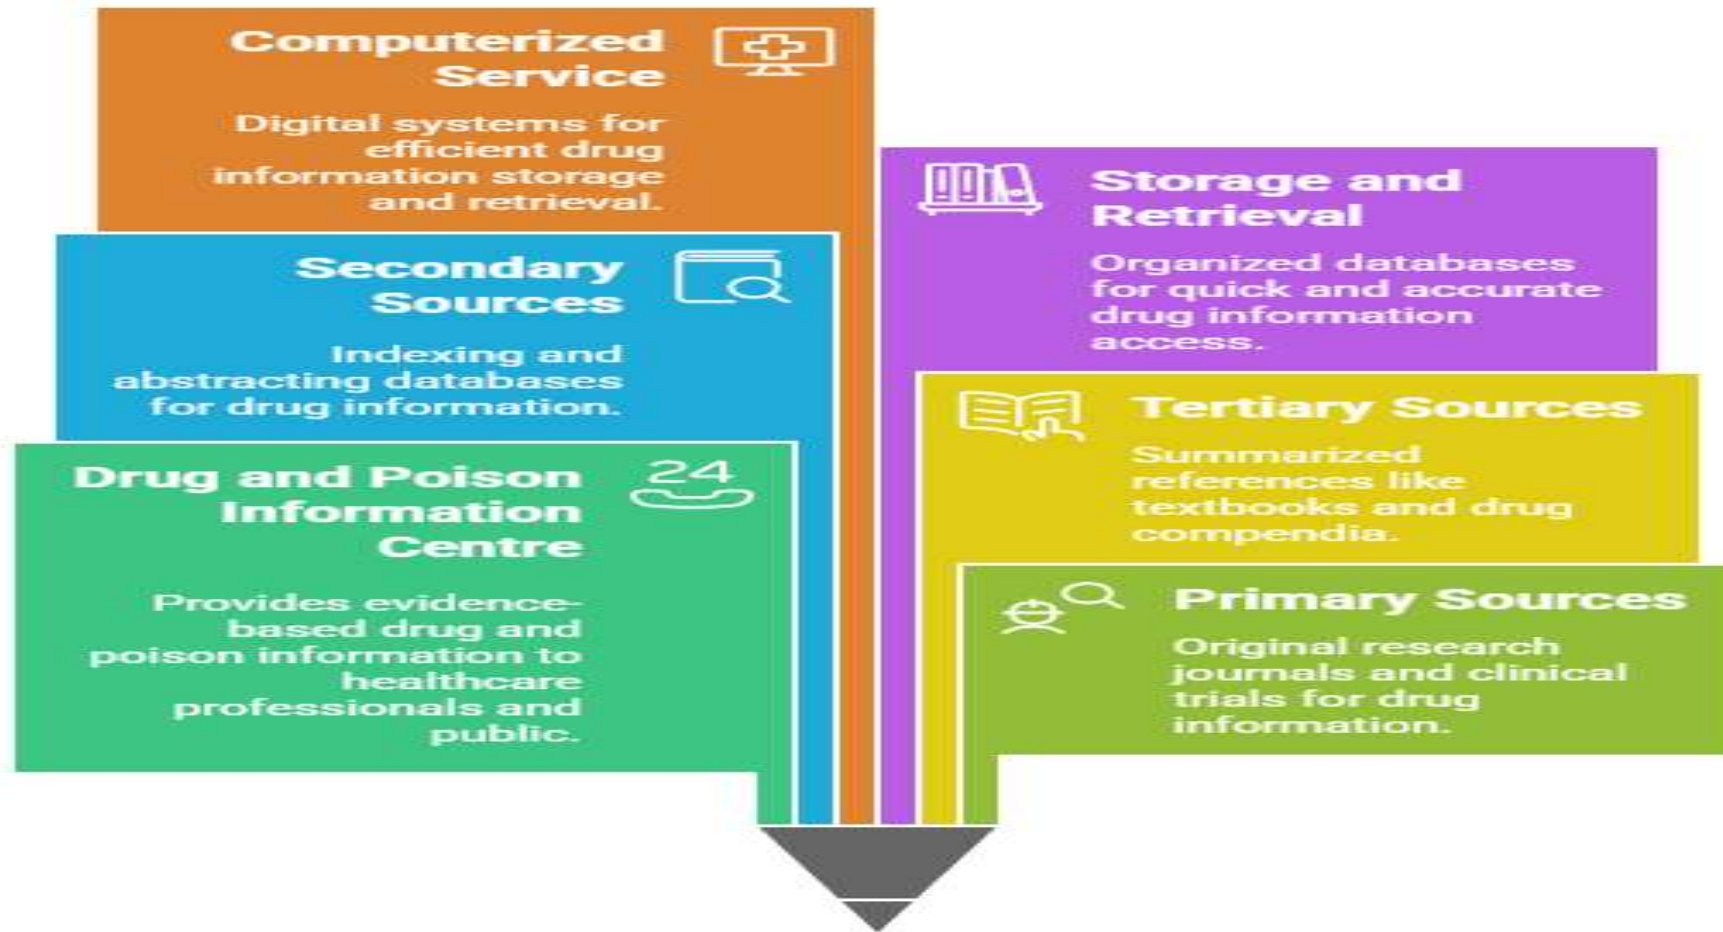 Computerized
Service
Digital systems for
efficient drug
information storage
and retrieval.
Storage and
Retrieval
Organized databases
for quick and accurate
drug information
access.
Secondary
Sources
Indexing and
abstracting databases
for drug information.
Tertiary Sources
Summarized
references like
textbooks and drug
compendia.
Drug and Poison
Information
Centre
24
Provides evidence-
based drug and
poison information to
healthcare
professionals and
public.
Primary Sources
Original research
journals and clinical
trials for drug
information.